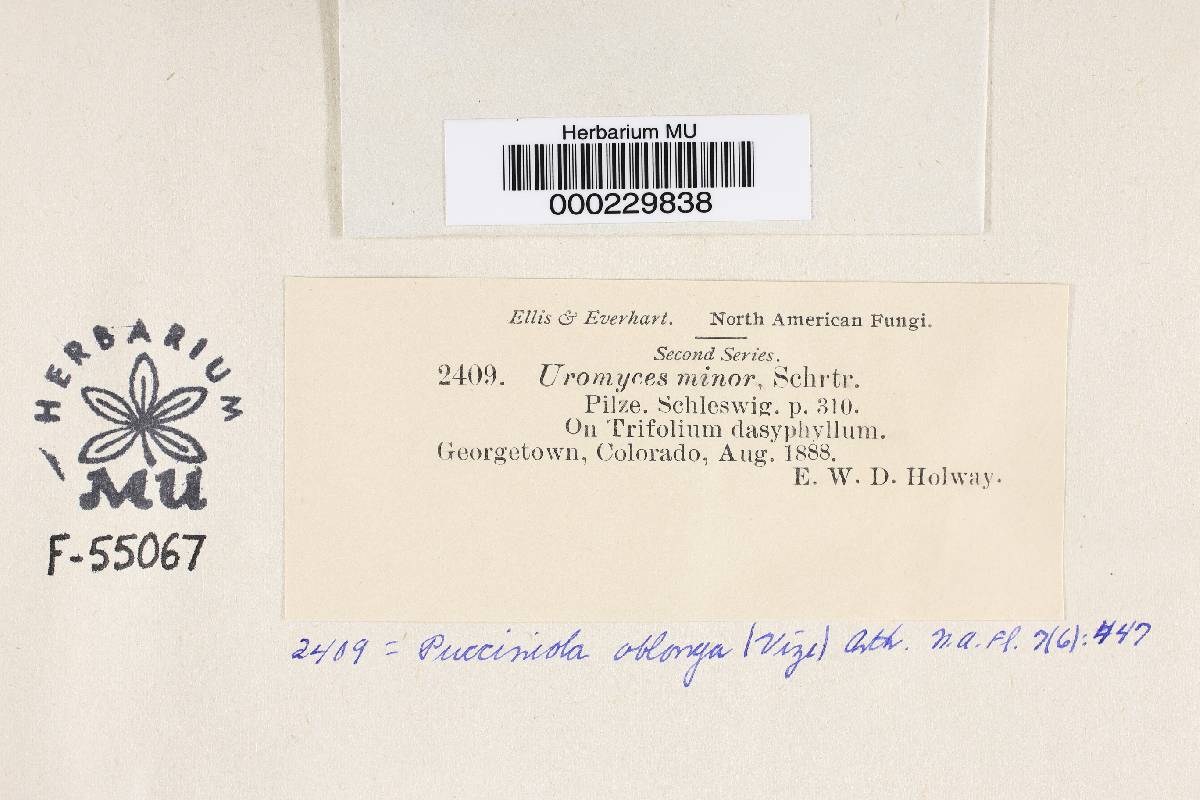 Herbarium MU
000229838
HERBARIUM
MU
F-55067
Ellis & Everhart. North American Fungi.
Second Series.
2409. Uromyces minor, Schrtr.
Pilze. Schleswig. p. 310.
On Trifolium dasyphyllum.
Georgetown, Colorado, Aug. 1888.
E. W. D. Holway.
2409 = Pucciniola oblonga (Vize) Arth. N.A. Fl. 7(6): 447